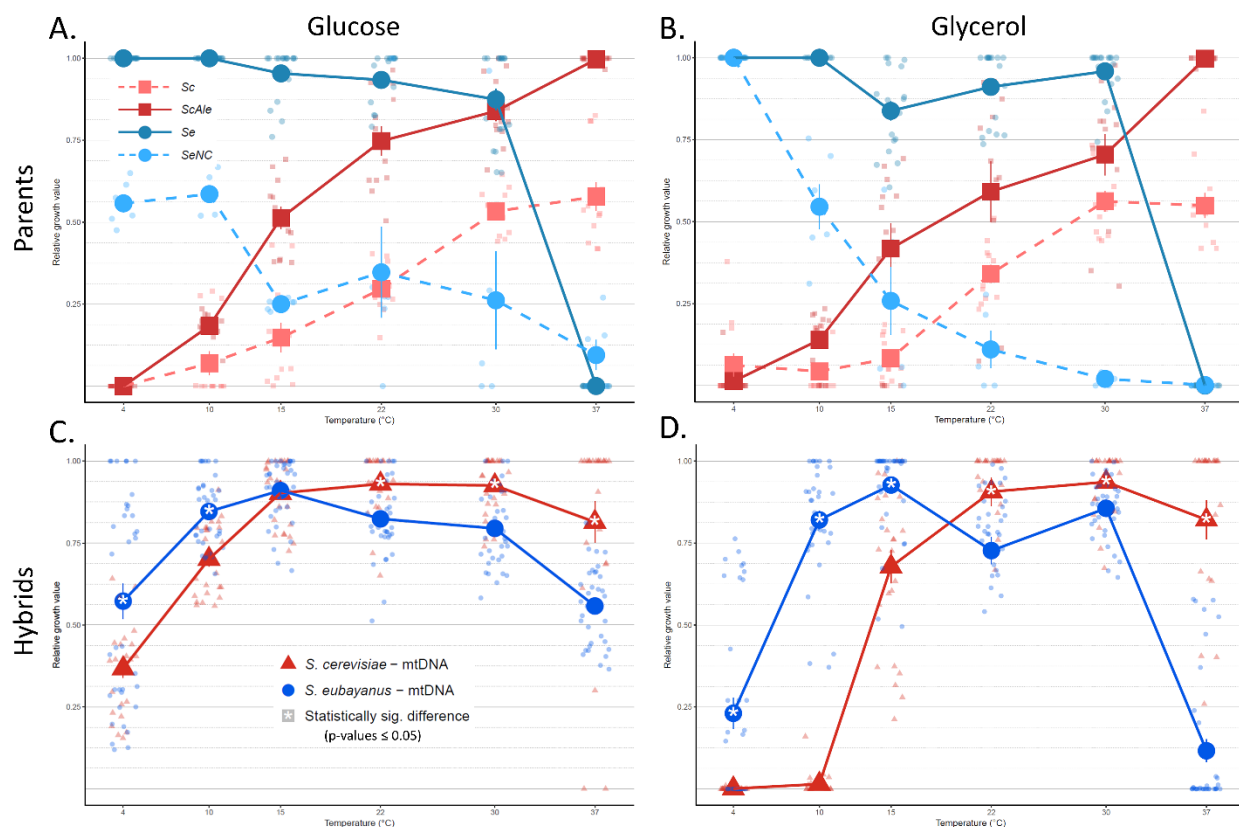 Glucose
Glycerol
A.
B.
Parents
Relative growth value
1.00
0.75
0.50
0.25
Sc
ScAle
Se
SeNC
4
10
15
22
30
37
Temperature (°C)
Relative growth value
1.00
0.75
0.50
0.25
4
10
15
22
30
37
Temperature (°C)
C.
D.
Hybrids
Relative growth value
1.00
0.75
0.50
0.25
S. cerevisiae – mtDNA
S. eubayanus – mtDNA
* Statistically sig. difference
(p-values ≤ 0.05)
4
10
15
22
30
37
Temperature (°C)
Relative growth value
1.00
0.75
0.50
0.25
4
10
15
22
30
37
Temperature (°C)